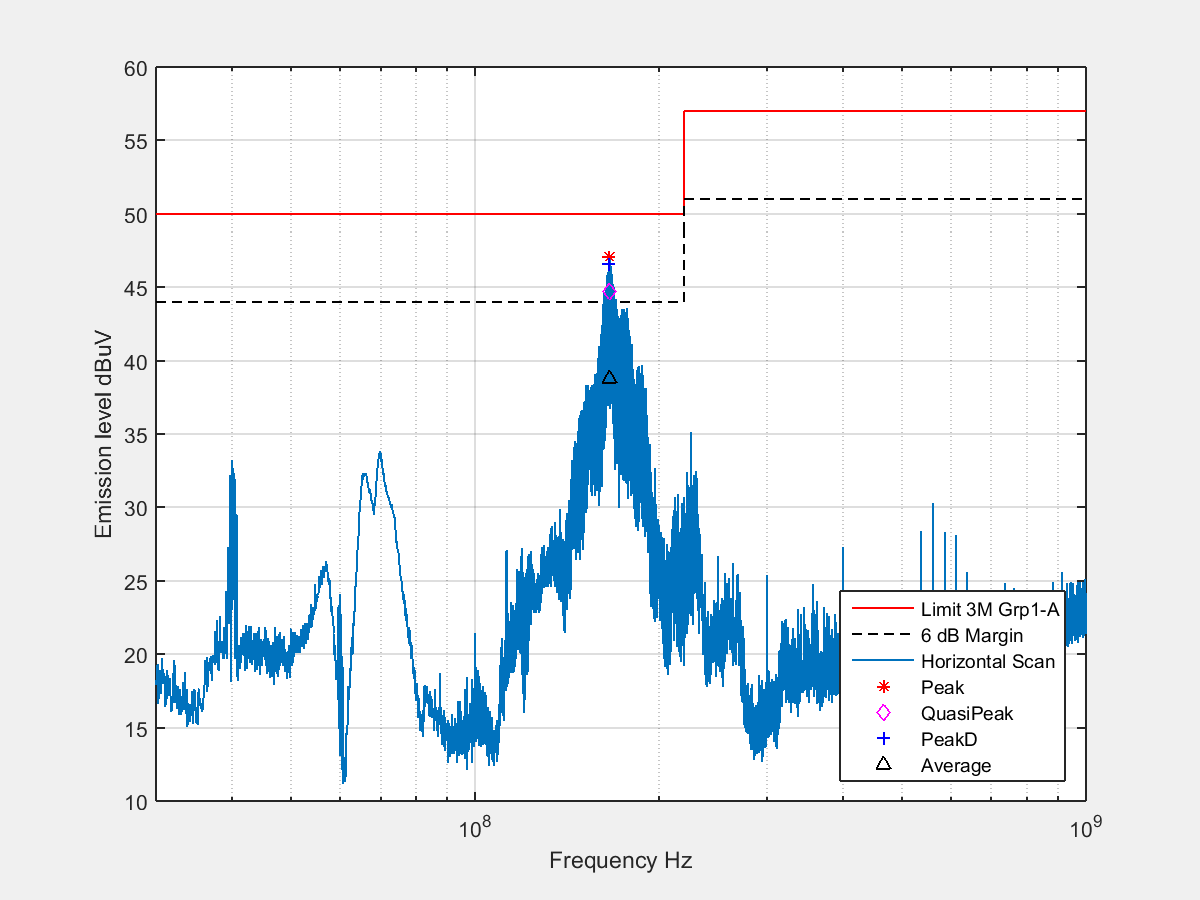 60
55
50
45
40
35
30
25
20
15
10
Emission level dBuV
10^8
10^9
Frequency Hz
Limit 3M Grp1-A
6 dB Margin
Horizontal Scan
Peak
QuasiPeak
PeakD
Average